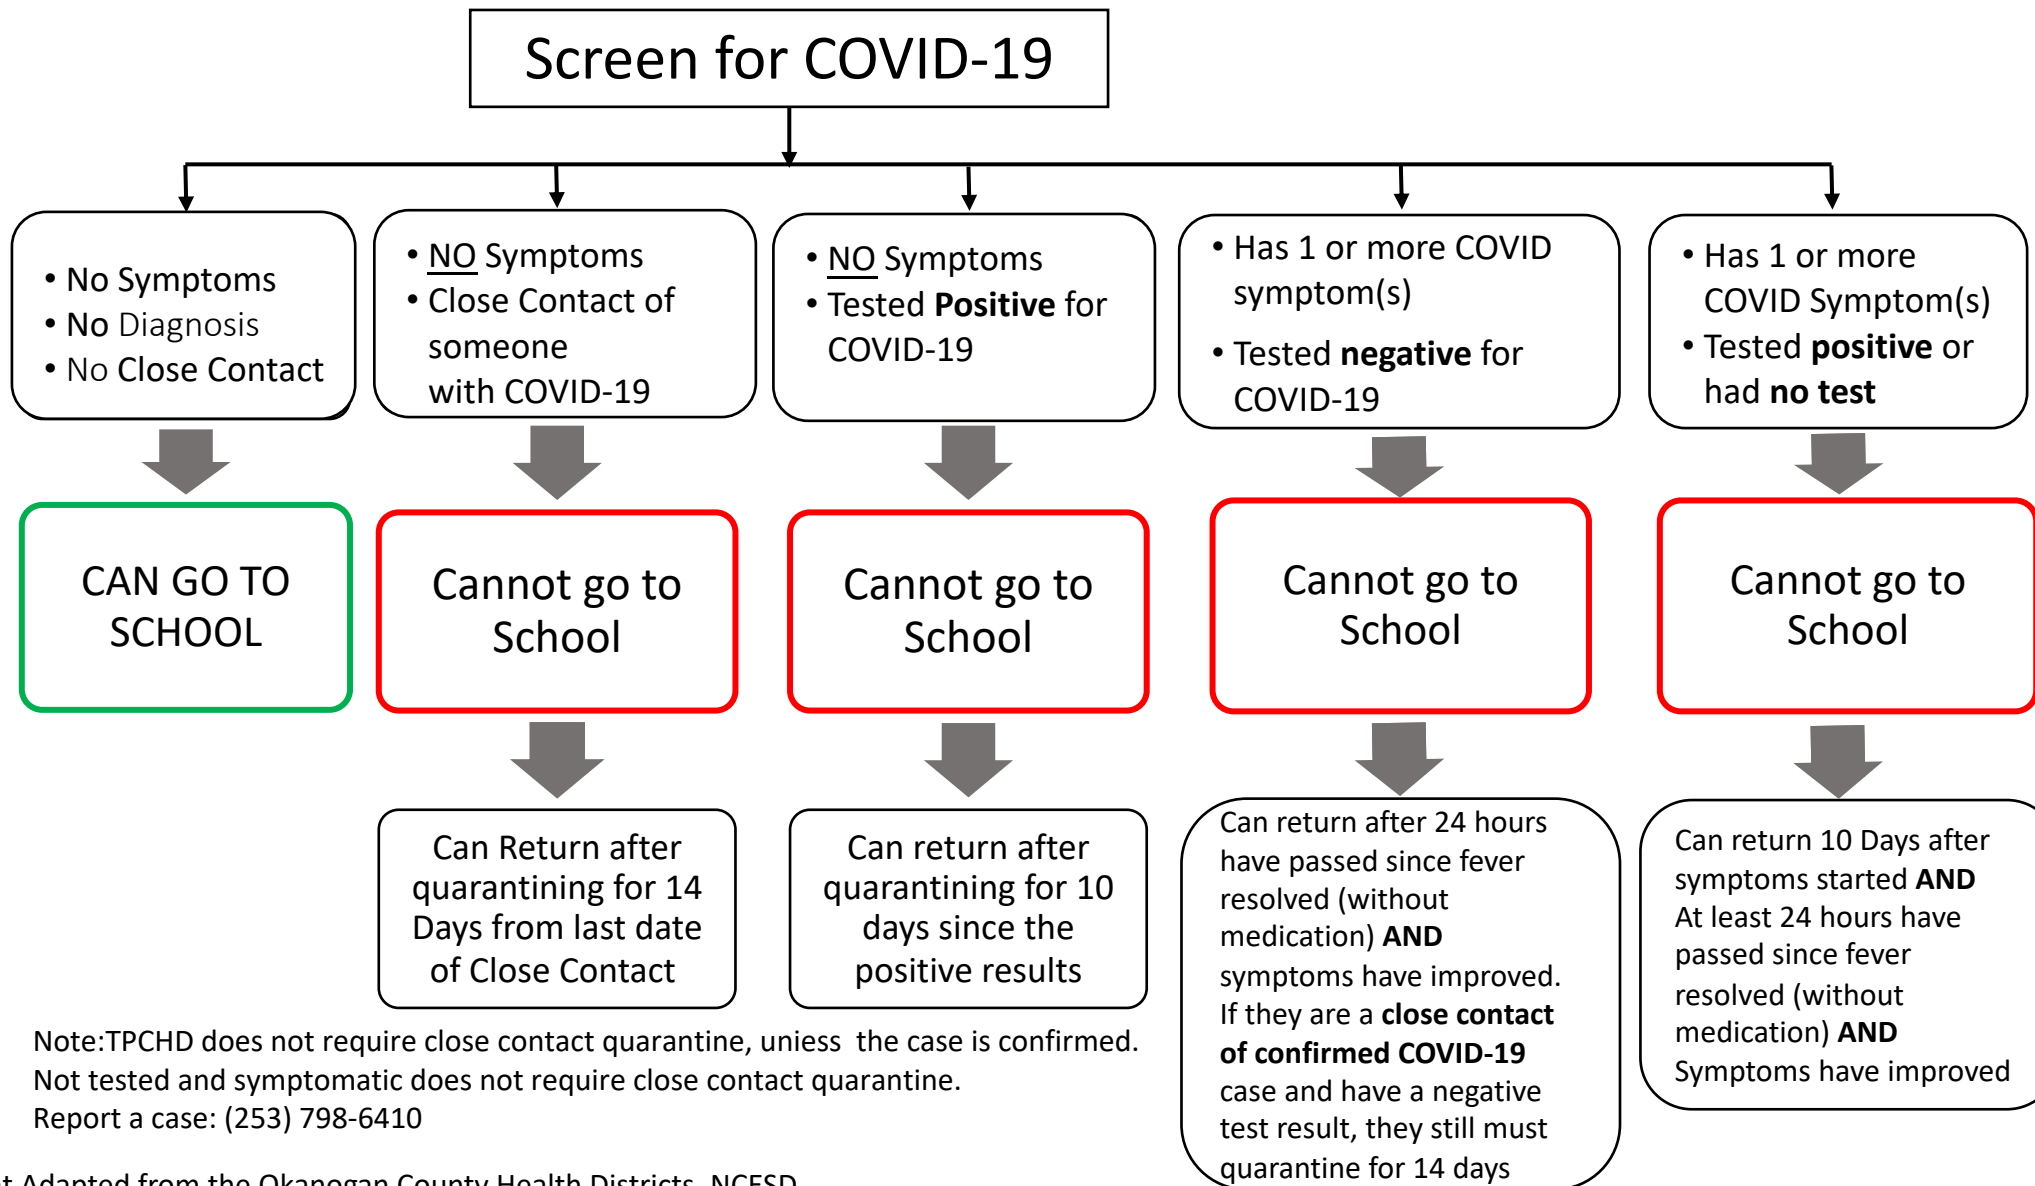 Screen for COVID-19
• No Symptoms
• No Diagnosis
• No Close Contact
• NO Symptoms
• Close Contact of
someone
with COVID-19
• NO Symptoms
• Tested Positive for
COVID-19
• Has 1 or more COVID
symptom(s)
• Tested negative for
COVID-19
• Has 1 or more
COVID Symptom(s)
• Tested positive or
had no test
CAN GO TO
SCHOOL
Cannot go to
School
Cannot go to
School
Cannot go to
School
Cannot go to
School
Can Return after
quarantining for 14
Days from last date
of Close Contact
Can return after
quarantining for 10
days since the
positive results
Can return after 24 hours
have passed since fever
resolved (without
medication) AND
symptoms have improved.
If they are a close contact
of confirmed COVID-19
case and have a negative
test result, they still must
quarantine for 14 days
Can return 10 Days after
symptoms started AND
At least 24 hours have
passed since fever
resolved (without
medication) AND
Symptoms have improved
Note:TPCHD does not require close contact quarantine, uniess the case is confirmed.
Not tested and symptomatic does not require close contact quarantine.
Report a case: (253) 798-6410
Adapted from the Okanogan County Health Districts, NCESD